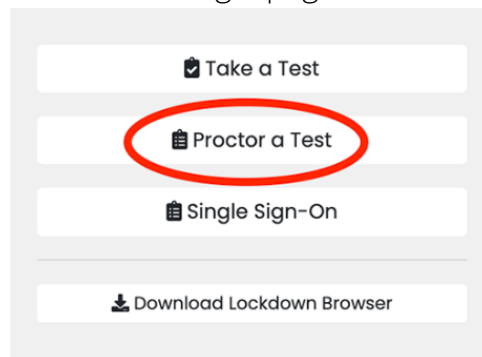 Take a Test
Proctor a Test
Single Sign-On
Download Lockdown Browser